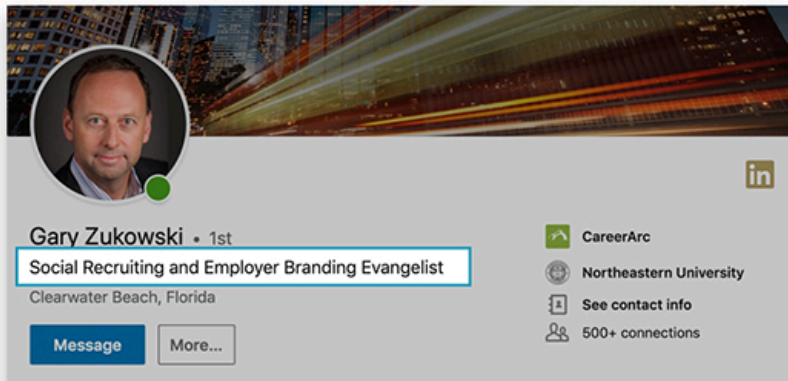 in
Gary Zukowski • 1st
Social Recruiting and Employer Branding Evangelist
Clearwater Beach, Florida
Message
More...
CareerArc
Northeastern University
See contact info
500+ connections